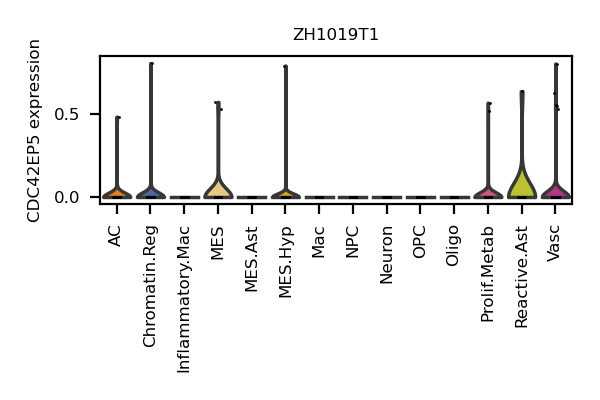 ZH1019T1
CDC42EP5 expression
0.5
0.0
AC
Chromatin.Reg
Inflammatory.Mac
MES
MES.Ast
MES.Hyp
Mac
NPC
Neuron
OPC
Oligo
Prolif.Metab
Reactive.Ast
Vasc